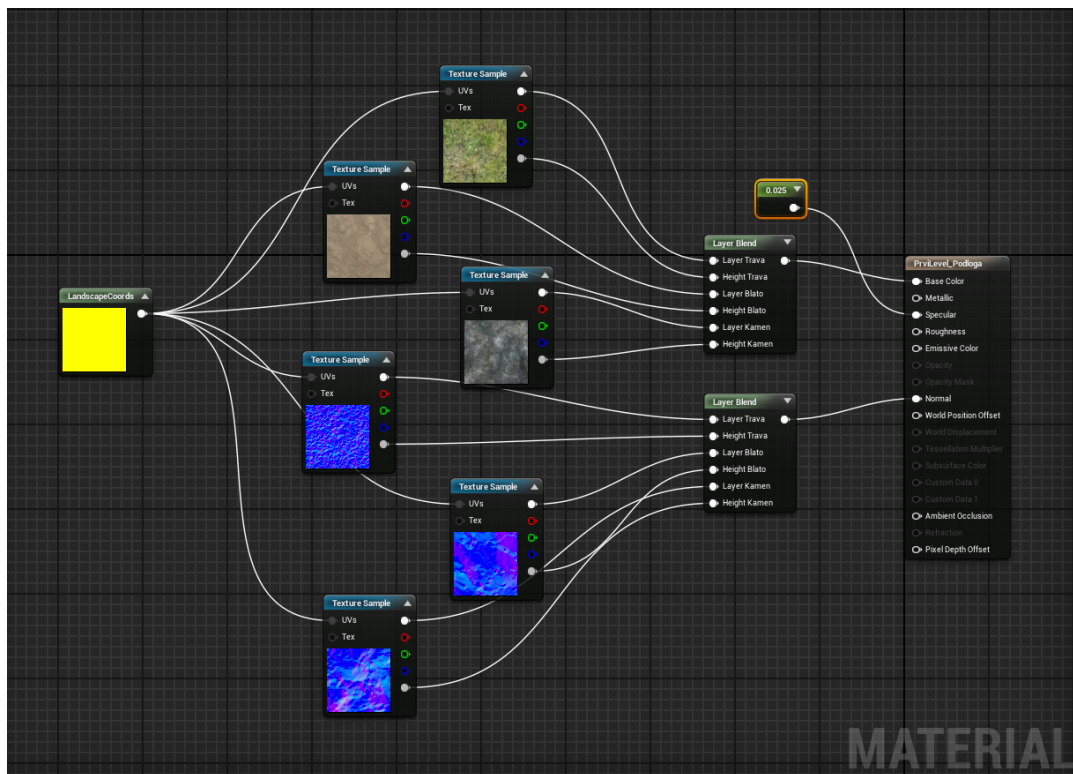 Texture Sample
UVs
Tex
Texture Sample
UVs
Tex
0.025
Layer Blend
Layer Trava
Height Trava
Layer Blato
Height Blato
Layer Kamen
Height Kamen
PrviLevel_Podloga
Base Color
Metallic
Specular
Roughness
Emissive Color
Opacity
Opacity Mask
Normal
World Position Offset
World Displacement
Tessellation Multiplier
Subsurface Color
Custom Data 0
Custom Data 1
Ambient Occlusion
Refraction
Pixel Depth Offset
Texture Sample
UVs
Tex
LandscapeCoords
Texture Sample
UVs
Tex
Layer Blend
Layer Trava
Height Trava
Layer Blato
Height Blato
Layer Kamen
Height Kamen
Texture Sample
UVs
Tex
Texture Sample
UVs
Tex
MATERIAL